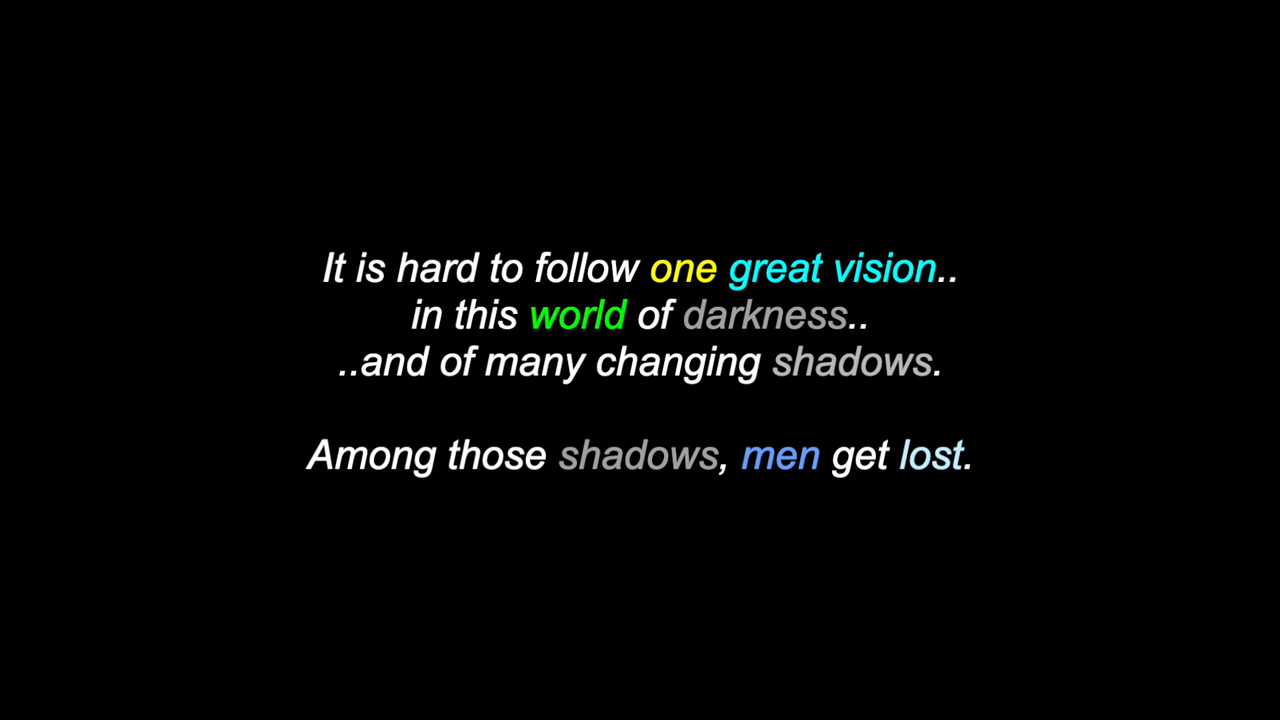 It is hard to follow one great vision..
in this world of darkness..
..and of many changing shadows.
Among those shadows, men get lost.